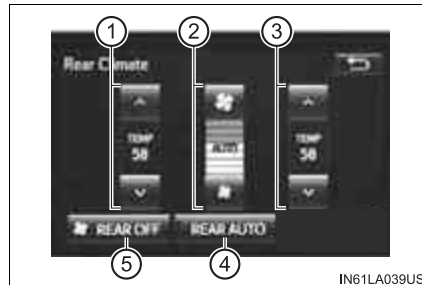 1 2 3
Rear Climate
TEMP 58 AUTO TEMP 58
REAR OFF REAR AUTO
5 4
IN61LA039US